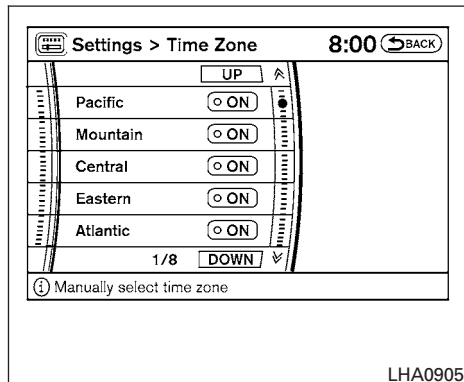 Settings > Time Zone 8:00 BACK
UP
Pacific ON
Mountain ON
Central ON
Eastern ON
Atlantic ON
1/8 DOWN
i Manually select time zone
LHA0905